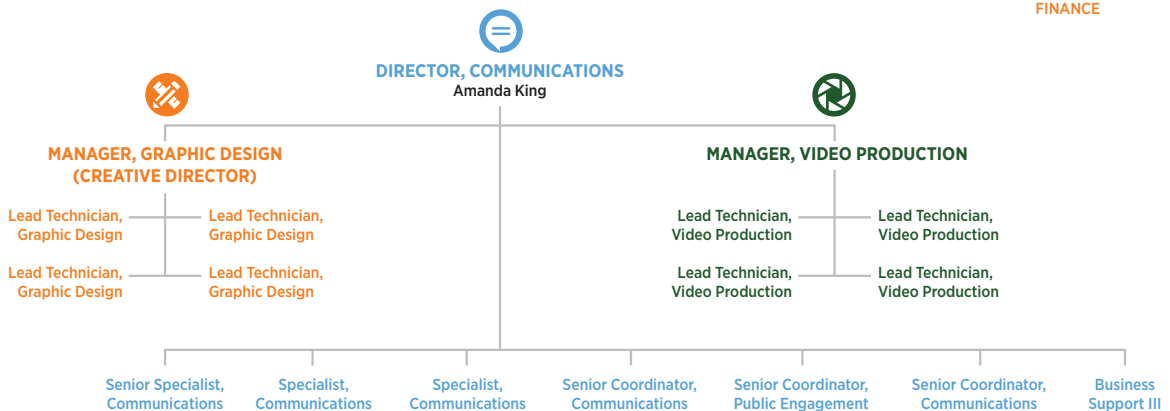 FINANCE
DIRECTOR, COMMUNICATIONS
Amanda King
MANAGER, GRAPHIC DESIGN
(CREATIVE DIRECTOR)
Lead Technician,
Graphic Design
Lead Technician,
Graphic Design
Lead Technician,
Graphic Design
Lead Technician,
Graphic Design
MANAGER, VIDEO PRODUCTION
Lead Technician,
Video Production
Lead Technician,
Video Production
Lead Technician,
Video Production
Lead Technician,
Video Production
Senior Specialist,
Communications
Specialist,
Communications
Specialist,
Communications
Senior Coordinator,
Communications
Senior Coordinator,
Public Engagement
Senior Coordinator,
Communications
Business
Support III